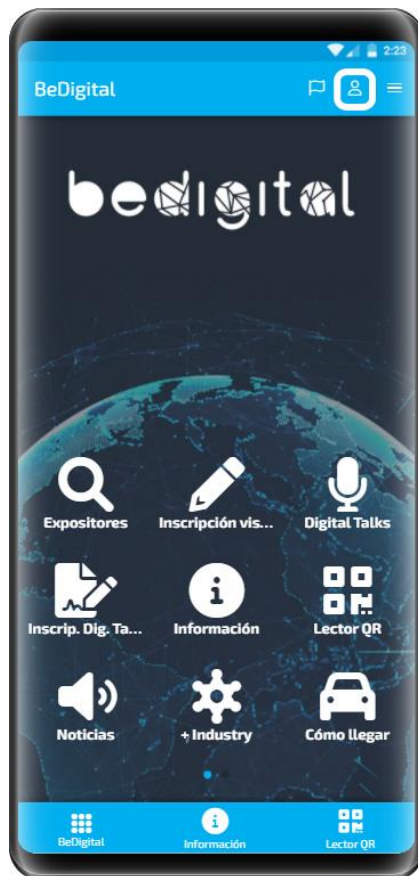 2:23
BeDigital
bedigital
Expositores
Inscripción vis...
Digital Talks
Inscrip. Dig. Ta...
Información
Lector QR
Noticias
+ Industry
Cómo llegar
BeDigital
Información
Lector QR